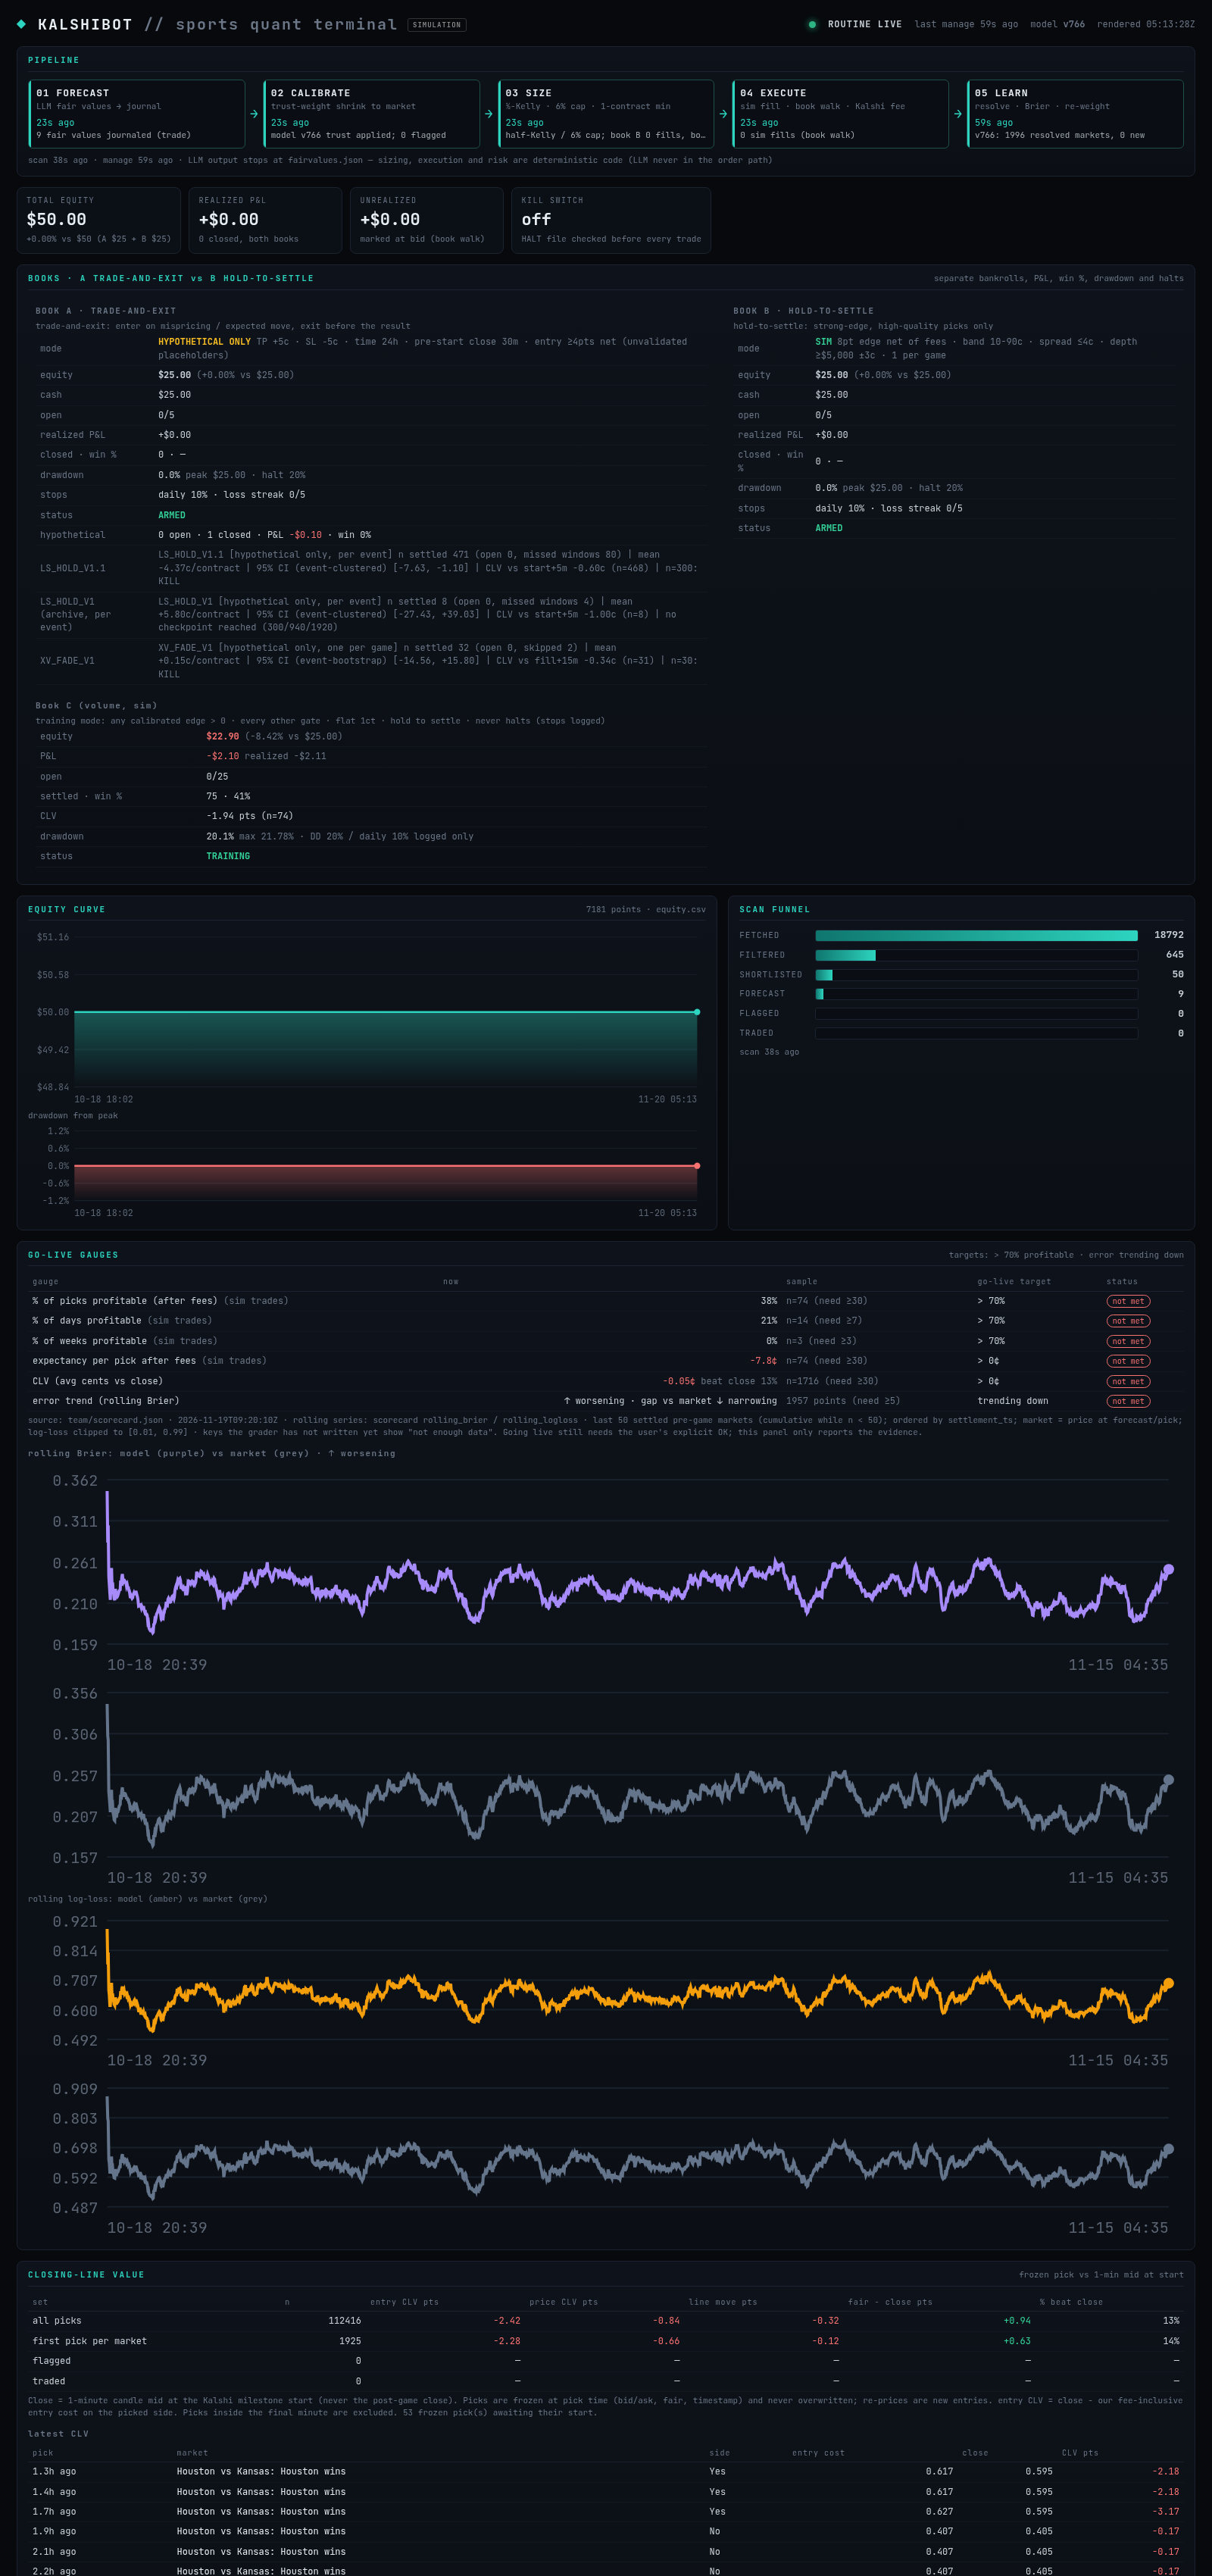 ◆ KALSHIBOT // sports quant terminal SIMULATION
ROUTINE LIVE last manage 59s ago model v766 rendered 05:13:28Z
PIPELINE
01 FORECAST
LLM fair values → journal
23s ago
9 fair values journaled (trade)
→
02 CALIBRATE
trust-weight shrink to market
23s ago
model v766 trust applied; 0 flagged
→
03 SIZE
½-Kelly · 6% cap · 1-contract min
23s ago
half-Kelly / 6% cap; book B 0 fills, bo…
→
04 EXECUTE
sim fill · book walk · Kalshi fee
23s ago
0 sim fills (book walk)
→
05 LEARN
resolve · Brier · re-weight
59s ago
v766: 1996 resolved markets, 0 new
scan 38s ago · manage 59s ago · LLM output stops at fairvalues.json — sizing, execution and risk are deterministic code (LLM never in the order path)
TOTAL EQUITY
$50.00
+0.00% vs $50 (A $25 + B $25)
REALIZED P&L
+$0.00
0 closed, both books
UNREALIZED
+$0.00
marked at bid (book walk)
KILL SWITCH
off
HALT file checked before every trade
BOOKS · A TRADE-AND-EXIT vs B HOLD-TO-SETTLE
separate bankrolls, P&L, win %, drawdown and halts
BOOK A · TRADE-AND-EXIT
trade-and-exit: enter on mispricing / expected move, exit before the result
mode HYPOTHETICAL ONLY TP +5c · SL -5c · time 24h · pre-start close 30m · entry ≥4pts net (unvalidated
placeholders)
equity $25.00 (+0.00% vs $25.00)
cash $25.00
open 0/5
realized P&L +$0.00
closed · win % 0 · —
drawdown 0.0% peak $25.00 · halt 20%
stops daily 10% · loss streak 0/5
status ARMED
hypothetical 0 open · 1 closed · P&L -$0.10 · win 0%
LS_HOLD_V1.1 LS_HOLD_V1.1 [hypothetical only, per event] n settled 471 (open 0, missed windows 80) | mean
-4.37c/contract | 95% CI (event-clustered) [-7.63, -1.10] | CLV vs start+5m -0.60c (n=468) | n=300:
KILL
LS_HOLD_V1 (archive, per event) LS_HOLD_V1 [hypothetical only, per event] n settled 8 (open 0, missed windows 4) | mean
+5.80c/contract | 95% CI (event-clustered) [-27.43, +39.03] | CLV vs start+5m -1.00c (n=8) | no
checkpoint reached (300/940/1920)
XV_FADE_V1 XV_FADE_V1 [hypothetical only, one per game] n settled 32 (open 0, skipped 2) | mean
+0.15c/contract | 95% CI (event-bootstrap) [-14.56, +15.80] | CLV vs fill+15m -0.34c (n=31) | n=30:
KILL
BOOK B · HOLD-TO-SETTLE
hold-to-settle: strong-edge, high-quality picks only
mode SIM 8pt edge net of fees · band 10-90c · spread ≤4c · depth
≥$5,000 ±3c · 1 per game
equity $25.00 (+0.00% vs $25.00)
cash $25.00
open 0/5
realized P&L +$0.00
closed · win % 0 · —
drawdown 0.0% peak $25.00 · halt 20%
stops daily 10% · loss streak 0/5
status ARMED
Book C (volume, sim)
training mode: any calibrated edge > 0 · every other gate · flat 1ct · hold to settle · never halts (stops logged)
equity $22.90 (-8.42% vs $25.00)
P&L -$2.10 realized -$2.11
open 0/25
settled · win % 75 · 41%
CLV -1.94 pts (n=74)
drawdown 20.1% max 21.78% · DD 20% / daily 10% logged only
status TRAINING
EQUITY CURVE
7181 points · equity.csv
$51.16
$50.58
$50.00
$49.42
$48.84
10-18 18:02 11-20 05:13
drawdown from peak
1.2%
0.6%
0.0%
-0.6%
-1.2%
10-18 18:02 11-20 05:13
SCAN FUNNEL
FETCHED 18792
FILTERED 645
SHORTLISTED 50
FORECAST 9
FLAGGED 0
TRADED 0
scan 38s ago
GO-LIVE GAUGES
targets: > 70% profitable · error trending down
gauge now sample go-live target status
% of picks profitable (after fees) (sim trades) 38% n=74 (need ≥30) > 70% not met
% of days profitable (sim trades) 21% n=14 (need ≥7) > 70% not met
% of weeks profitable (sim trades) 0% n=3 (need ≥3) > 70% not met
expectancy per pick after fees (sim trades) -7.8¢ n=74 (need ≥30) > 0¢ not met
CLV (avg cents vs close) -0.05¢ beat close 13% n=1716 (need ≥30) > 0¢ not met
error trend (rolling Brier) ↑ worsening · gap vs market ↓ narrowing 1957 points (need ≥5) trending down not met
source: team/scorecard.json · 2026-11-19T09:20:10Z · rolling series: scorecard rolling_brier / rolling_logloss · last 50 settled pre-game markets (cumulative while n < 50); ordered by settlement_ts; market = price at forecast/pick;
log-loss clipped to [0.01, 0.99] · keys the grader has not written yet show "not enough data". Going live still needs the user's explicit OK; this panel only reports the evidence.
rolling Brier: model (purple) vs market (grey) · ↑ worsening
0.362
0.311
0.261
0.210
0.159
10-18 20:39 11-15 04:35
0.356
0.306
0.257
0.207
0.157
10-18 20:39 11-15 04:35
rolling log-loss: model (amber) vs market (grey)
0.921
0.814
0.707
0.600
0.492
10-18 20:39 11-15 04:35
0.909
0.803
0.698
0.592
0.487
10-18 20:39 11-15 04:35
CLOSING-LINE VALUE
frozen pick vs 1-min mid at start
set n entry CLV pts price CLV pts line move pts fair - close pts % beat close
all picks 112416 -2.42 -0.84 -0.32 +0.94 13%
first pick per market 1925 -2.28 -0.66 -0.12 +0.63 14%
flagged 0 — — — — —
traded 0 — — — — —
Close = 1-minute candle mid at the Kalshi milestone start (never the post-game close). Picks are frozen at pick time (bid/ask, fair, timestamp) and never overwritten; re-prices are new entries. entry CLV = close - our fee-inclusive
entry cost on the picked side. Picks inside the final minute are excluded. 53 frozen pick(s) awaiting their start.
latest CLV
pick market side entry cost close CLV pts
1.3h ago Houston vs Kansas: Houston wins Yes 0.617 0.595 -2.18
1.4h ago Houston vs Kansas: Houston wins Yes 0.617 0.595 -2.18
1.7h ago Houston vs Kansas: Houston wins Yes 0.627 0.595 -3.17
1.9h ago Houston vs Kansas: Houston wins No 0.407 0.405 -0.17
2.1h ago Houston vs Kansas: Houston wins No 0.407 0.405 -0.17
2.2h ago Houston vs Kansas: Houston wins No 0.407 0.405 -0.17